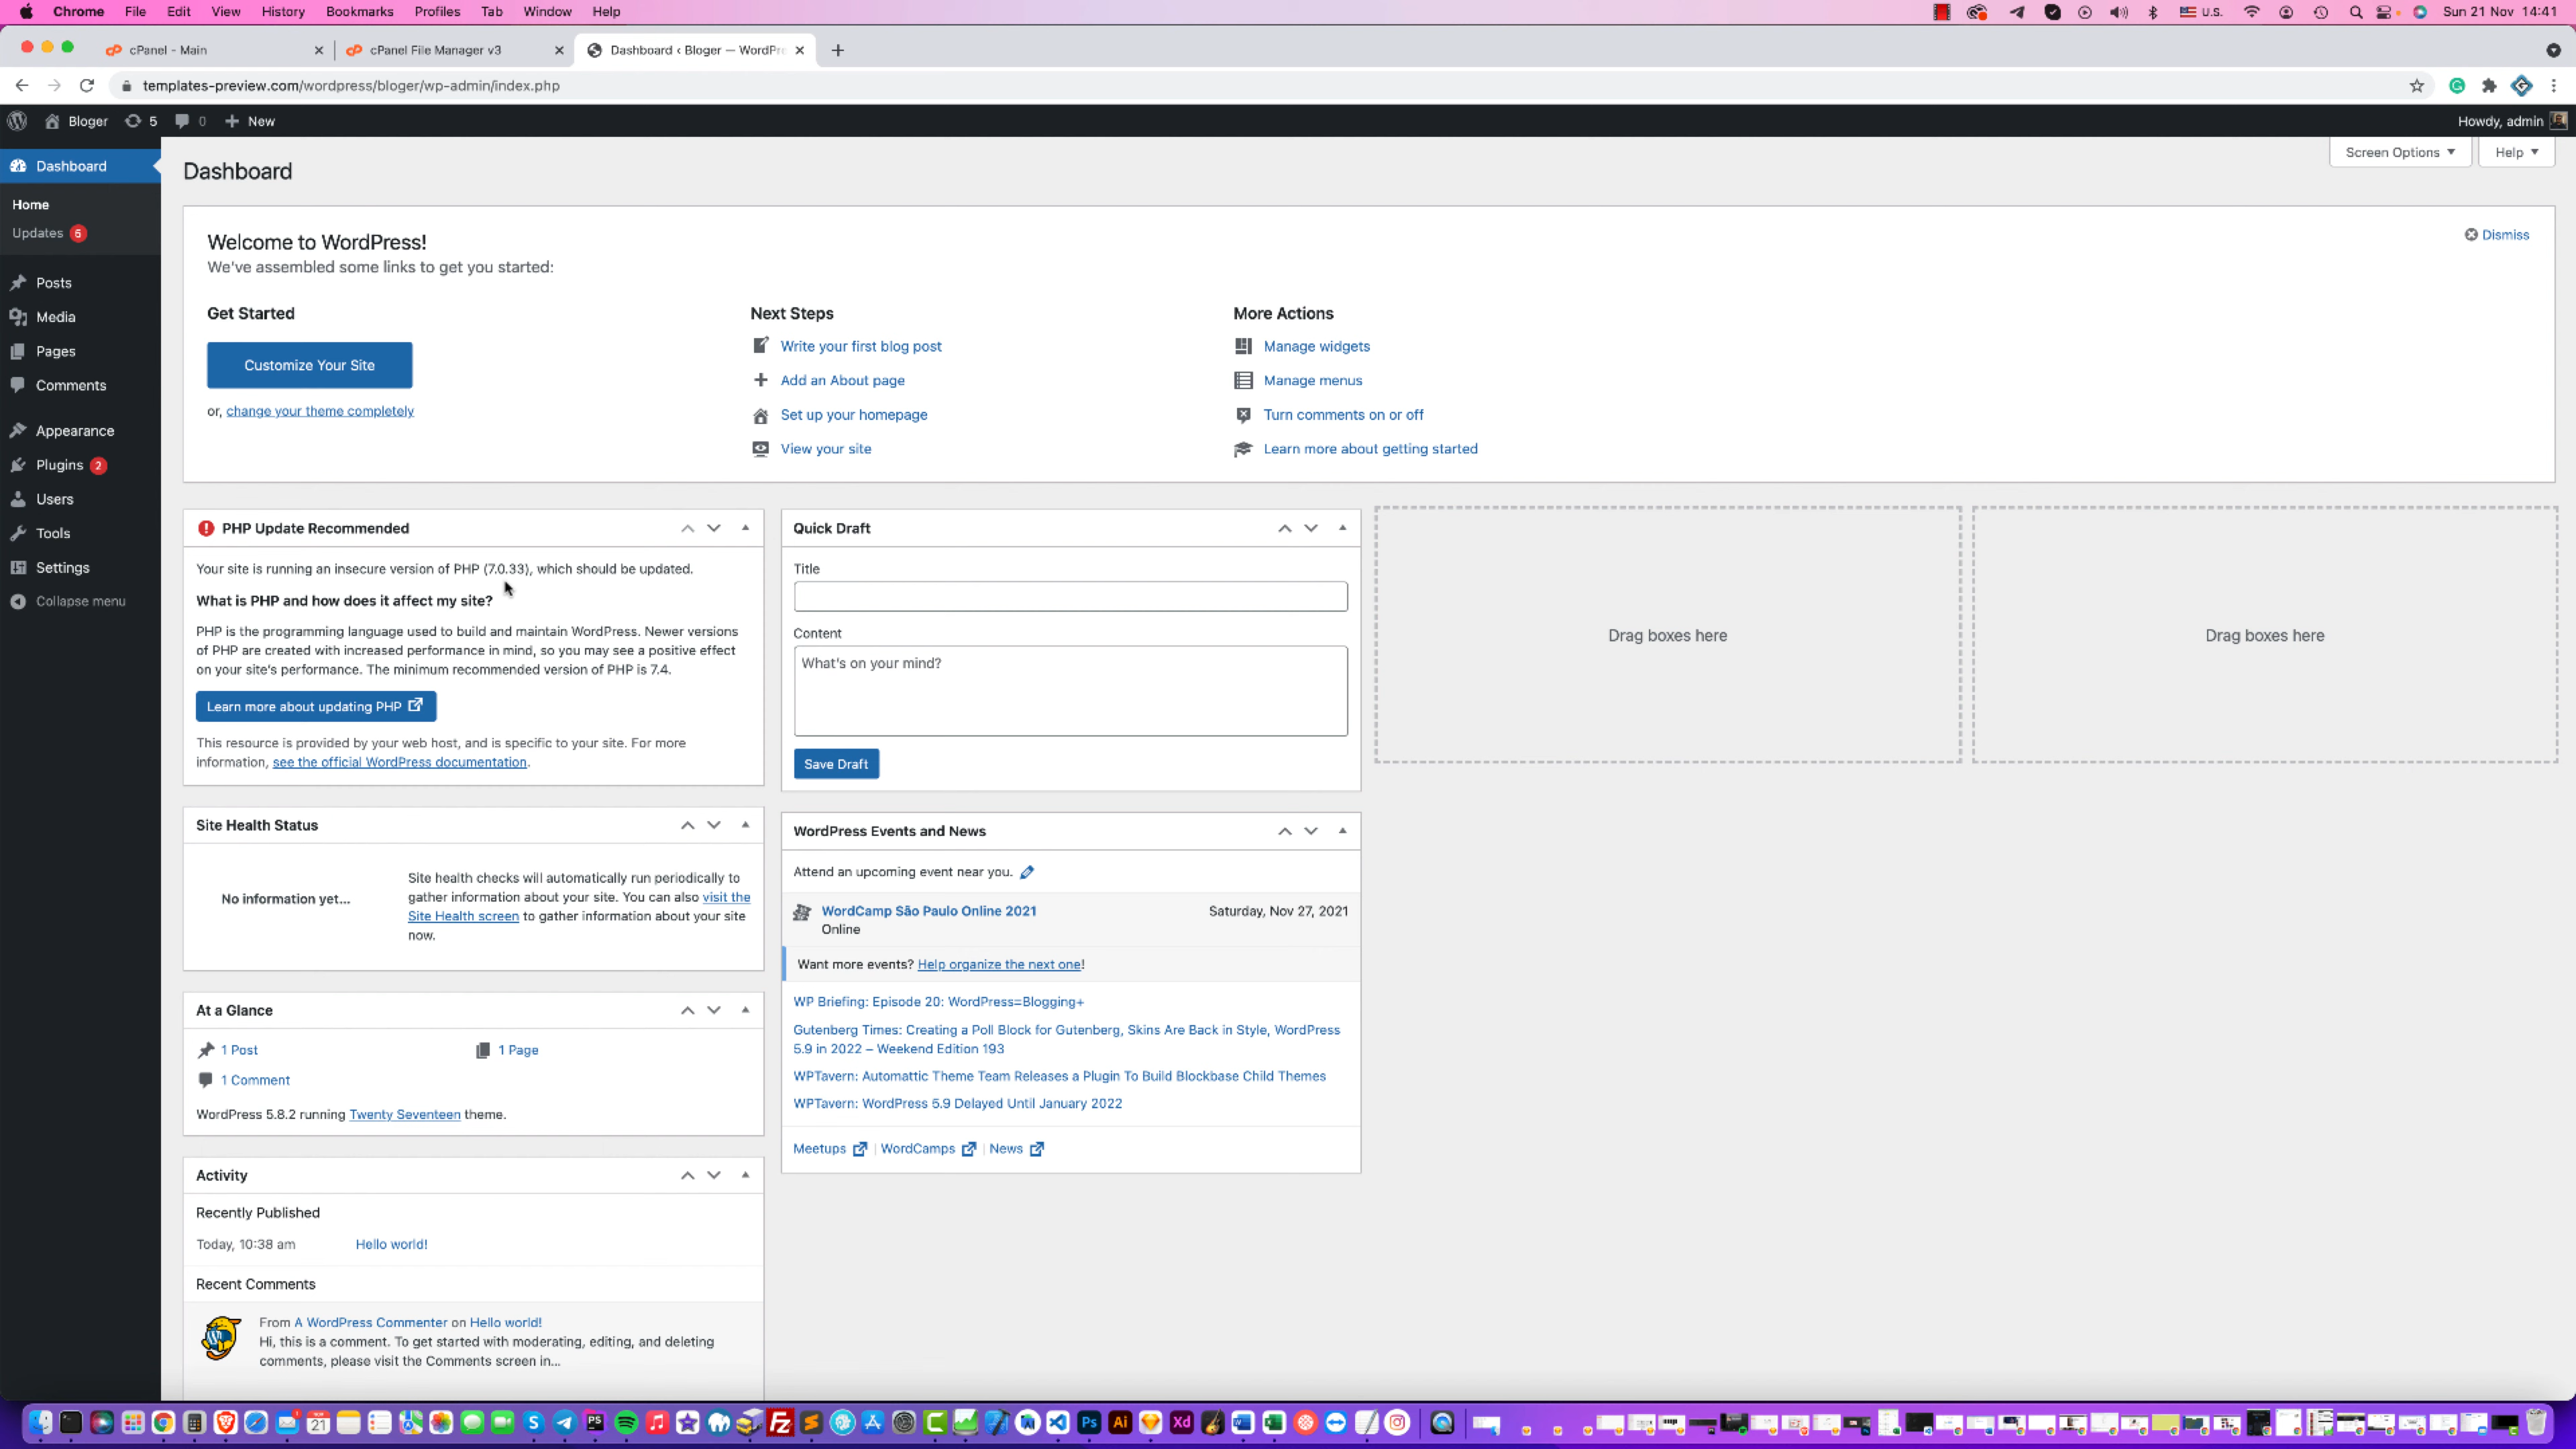 Chrome File Edit View History Bookmarks Profiles Tab Window Help
U.S. Sun 21 Nov 14:41
cPanel - Main
cPanel File Manager v3
Dashboard ‹ Bloger — WordPre
templates-preview.com/wordpress/bloger/wp-admin/index.php
Bloger 5 0 New
Howdy, admin
Dashboard
Home
Updates
Posts
Media
Pages
Comments
Appearance
Plugins 2
Users
Tools
Settings
Collapse menu
Dashboard
Screen Options
Help
Welcome to WordPress!
Dismiss
We've assembled some links to get you started:
Get Started
Customize Your Site
or, change your theme completely
Next Steps
Write your first blog post
Add an About page
Set up your homepage
View your site
More Actions
Manage widgets
Manage menus
Turn comments on or off
Learn more about getting started
PHP Update Recommended
Your site is running an insecure version of PHP (7.0.33), which should be updated.
What is PHP and how does it affect my site?
PHP is the programming language used to build and maintain WordPress. Newer versions
of PHP are created with increased performance in mind, so you may see a positive effect
on your site's performance. The minimum recommended version of PHP is 7.4.
Learn more about updating PHP
This resource is provided by your web host, and is specific to your site. For more
information, see the official WordPress documentation.
Site Health Status
No information yet...
Site health checks will automatically run periodically to
gather information about your site. You can also visit the
Site Health screen to gather information about your site
now.
At a Glance
1 Post
1 Page
1 Comment
WordPress 5.8.2 running Twenty Seventeen theme.
Activity
Recently Published
Today, 10:38 am Hello world!
Recent Comments
From A WordPress Commenter on Hello world!
Hi, this is a comment. To get started with moderating, editing, and deleting
comments, please visit the Comments screen in...
Quick Draft
Title
Content
What's on your mind?
Save Draft
WordPress Events and News
Attend an upcoming event near you.
WordCamp São Paulo Online 2021 Saturday, Nov 27, 2021
Online
Want more events? Help organize the next one!
WP Briefing: Episode 20: WordPress=Blogging+
Gutenberg Times: Creating a Poll Block for Gutenberg, Skins Are Back in Style, WordPress
5.9 in 2022 – Weekend Edition 193
WPTavern: Automattic Theme Team Releases a Plugin To Build Blockbase Child Themes
WPTavern: WordPress 5.9 Delayed Until January 2022
Meetups | WordCamps | News
Drag boxes here
Drag boxes here
21 PS Fz Ps Ai Xd